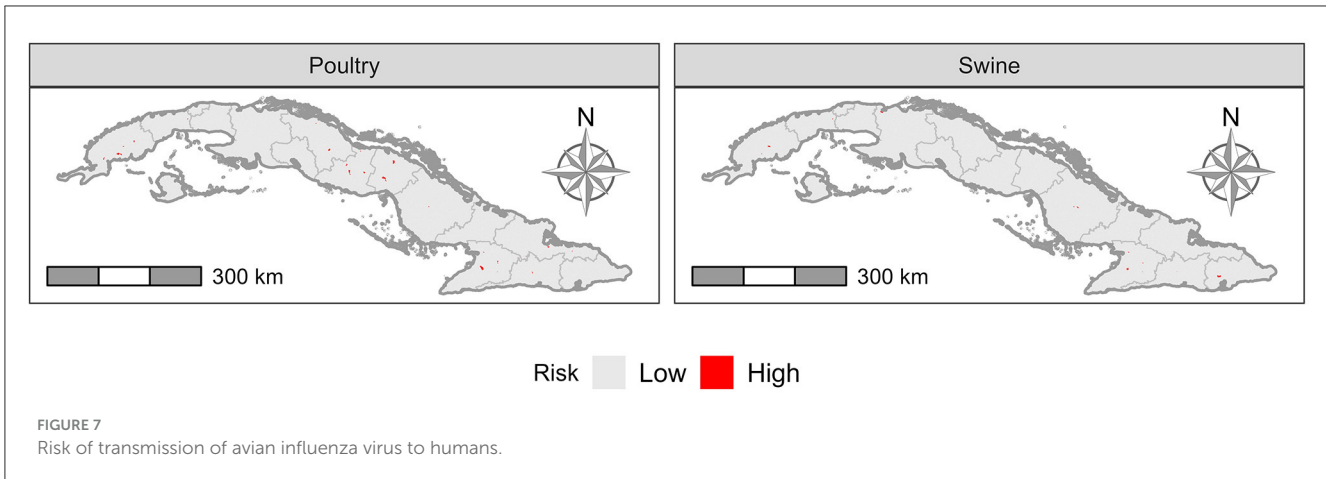 Poultry
Swine
N
N
300 km
300 km
Risk Low High
FIGURE 7
Risk of transmission of avian influenza virus to humans.